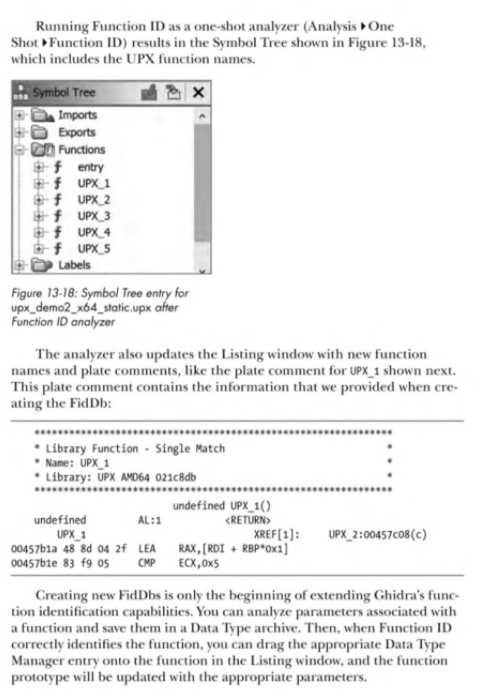 Running Function ID as a one-shot analyzer (Analysis ▸ One
Shot ▸ Function ID) results in the Symbol Tree shown in Figure 13-18,
which includes the UPX function names.
Symbol Tree
Imports
Exports
Functions
f entry
f UPX_1
f UPX_2
f UPX_3
f UPX_4
f UPX_5
Labels
Figure 13-18: Symbol Tree entry for
upx_demo2_x64_static.upx after
Function ID analyzer
The analyzer also updates the Listing window with new function
names and plate comments, like the plate comment for UPX_1 shown next.
This plate comment contains the information that we provided when cre-
ating the FidDb:
**************************************************************
* Library Function - Single Match *
* Name: UPX_1 *
* Library: UPX AMD64 021c8db *
**************************************************************
undefined UPX_1()
undefined AL:1 <RETURN>
UPX_1 XREF[1]: UPX_2:00457c08(c)
00457b1a 48 8d 04 2f LEA RAX,[RDI + RBP*0x1]
00457b1e 83 f9 05 CMP ECX,0x5
Creating new FidDbs is only the beginning of extending Ghidra's func-
tion identification capabilities. You can analyze parameters associated with
a function and save them in a Data Type archive. Then, when Function ID
correctly identifies the function, you can drag the appropriate Data Type
Manager entry onto the function in the Listing window, and the function
prototype will be updated with the appropriate parameters.